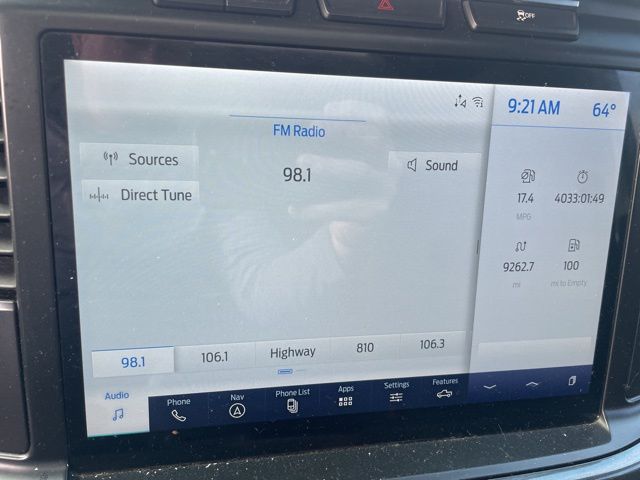 OFF
9:21 AM 64°
FM Radio
Sources
98.1
Sound
Direct Tune
17.4
MPG
4033:01:49
9262.7
mi
100
mi to Empty
98.1 106.1 Highway 810 106.3
Audio Phone Nav Phone List Apps Settings Features